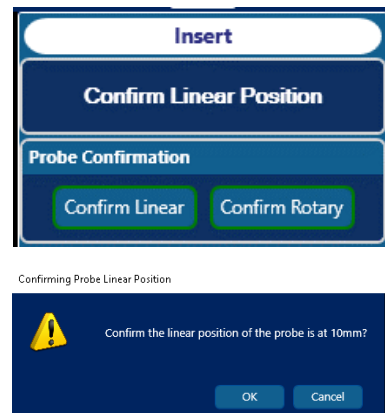 Insert
Confirm Linear Position
Probe Confirmation
Confirm Linear Confirm Rotary
Confirming Probe Linear Position
Confirm the linear position of the probe is at 10mm?
OK Cancel